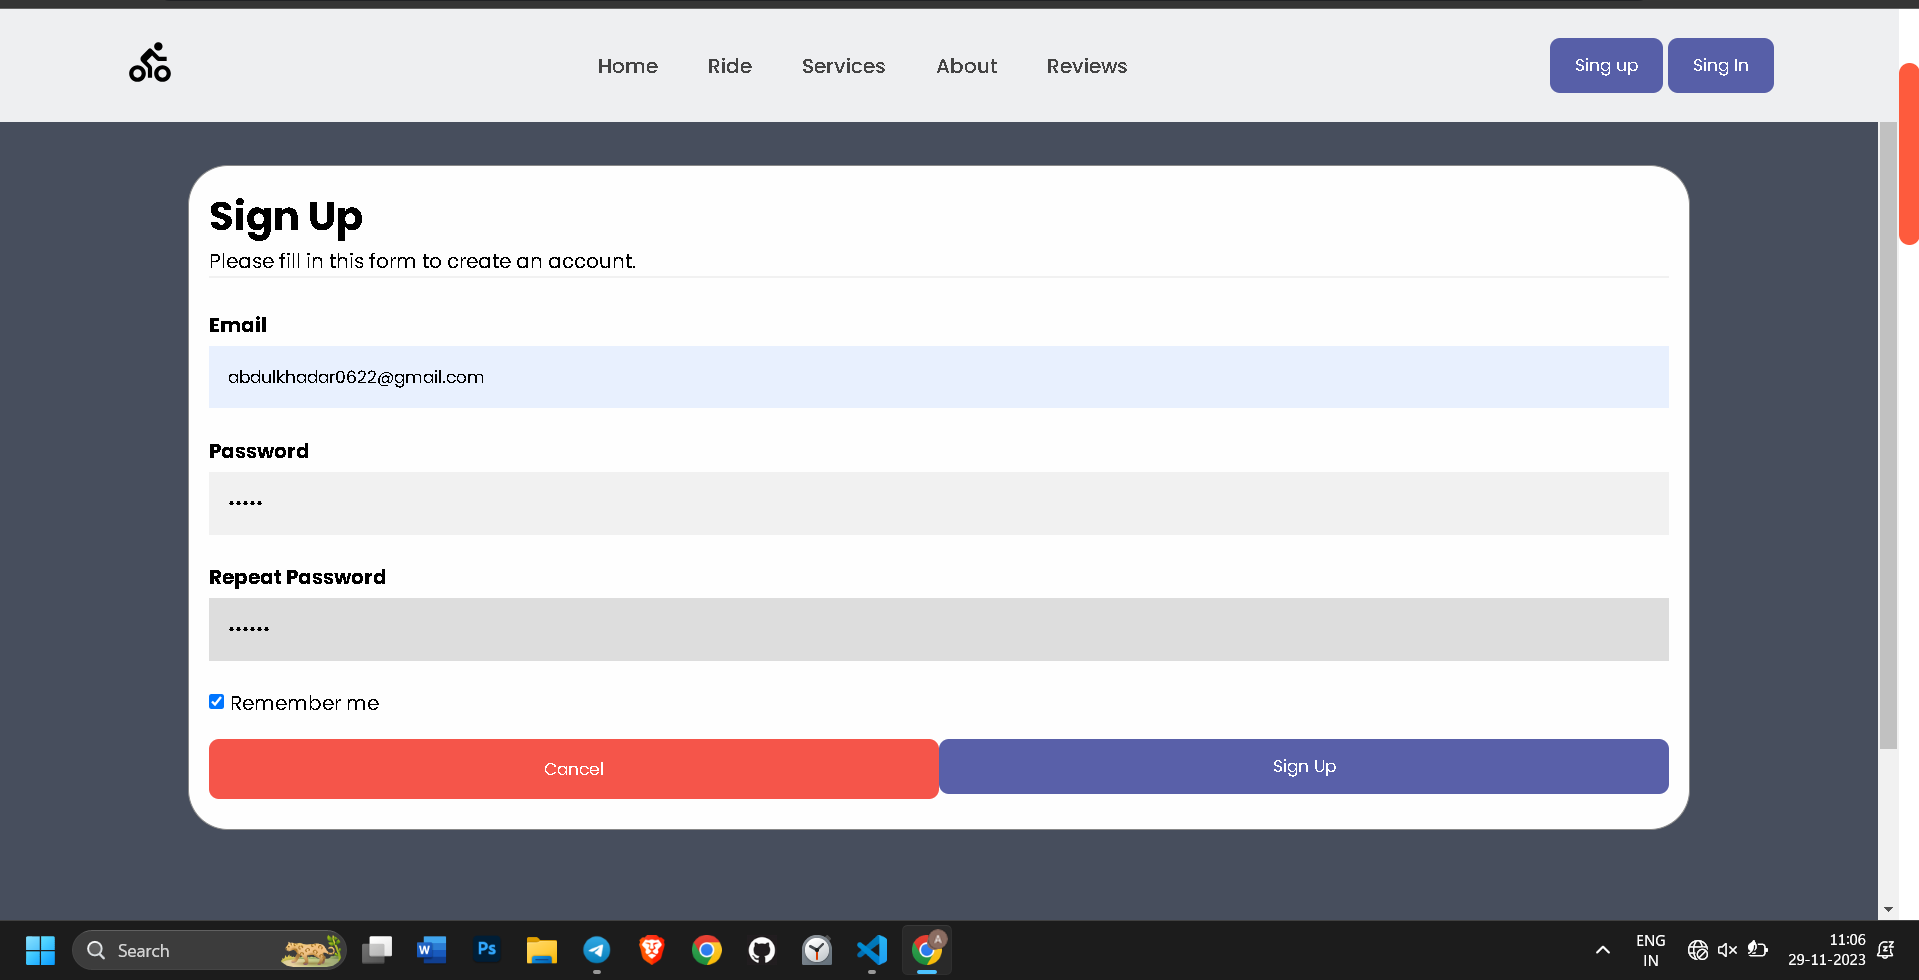 Home Ride Services About Reviews Sing up Sing In
Sign Up
Please fill in this form to create an account.
Email
abdulkhadar0622@gmail.com
Password
•••••
Repeat Password
••••••
Remember me
Cancel Sign Up
Search
W
Ps
A
ENG
IN
11:06
29-11-2023